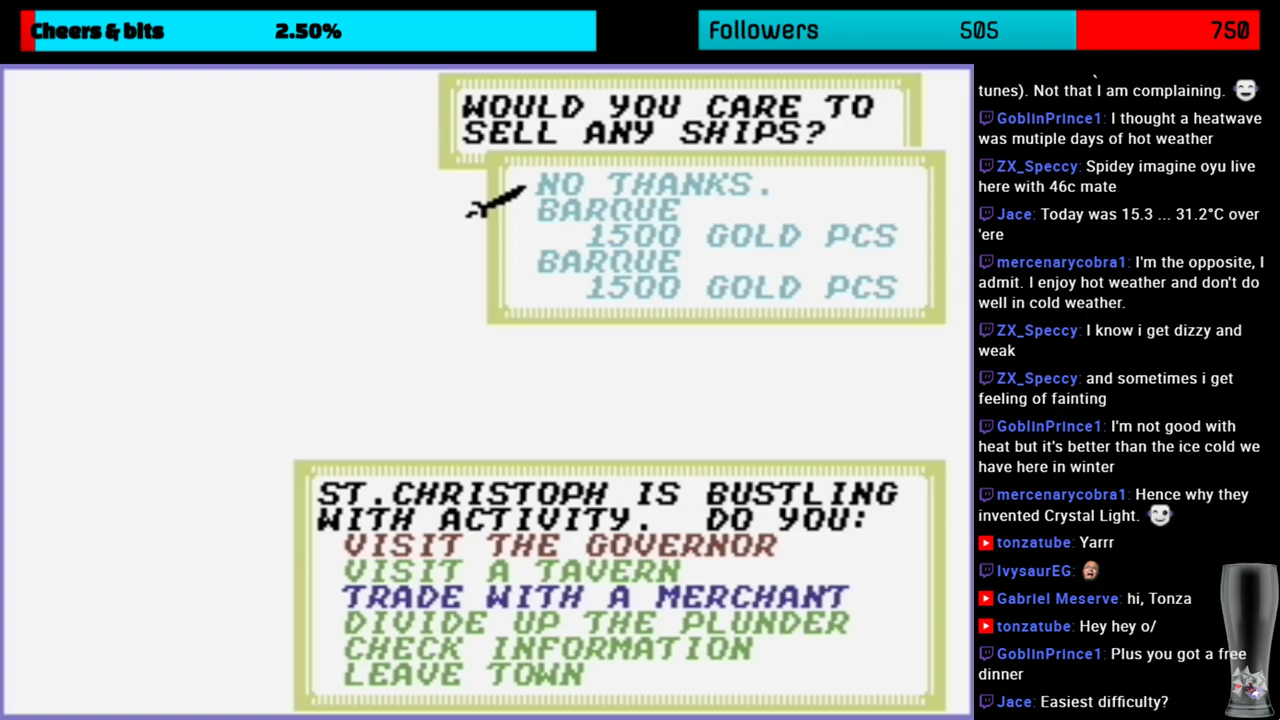 Cheers & bits 2.50%
Followers 505 750
WOULD YOU CARE TO
SELL ANY SHIPS?
NO THANKS.
BARQUE
1500 GOLD PCS
BARQUE
1500 GOLD PCS
ST.CHRISTOPH IS BUSTLING
WITH ACTIVITY. DO YOU:
VISIT THE GOVERNOR
VISIT A TAVERN
TRADE WITH A MERCHANT
DIVIDE UP THE PLUNDER
CHECK INFORMATION
LEAVE TOWN
tunes). Not that I am complaining.
GoblinPrince1: I thought a heatwave
was mutiple days of hot weather
ZX_Speccy: Spidey imagine oyu live
here with 46c mate
Jace: Today was 15.3 ... 31.2°C over
'ere
mercenarycobra1: I'm the opposite, I
admit. I enjoy hot weather and don't do
well in cold weather.
ZX_Speccy: I know i get dizzy and
weak
ZX_Speccy: and sometimes i get
feeling of fainting
GoblinPrince1: I'm not good with
heat but it's better than the ice cold we
have here in winter
mercenarycobra1: Hence why they
invented Crystal Light.
tonzatube: Yarrr
IvysaurEG:
Gabriel Meserve: hi, Tonza
tonzatube: Hey hey o/
GoblinPrince1: Plus you got a free
dinner
Jace: Easiest difficulty?